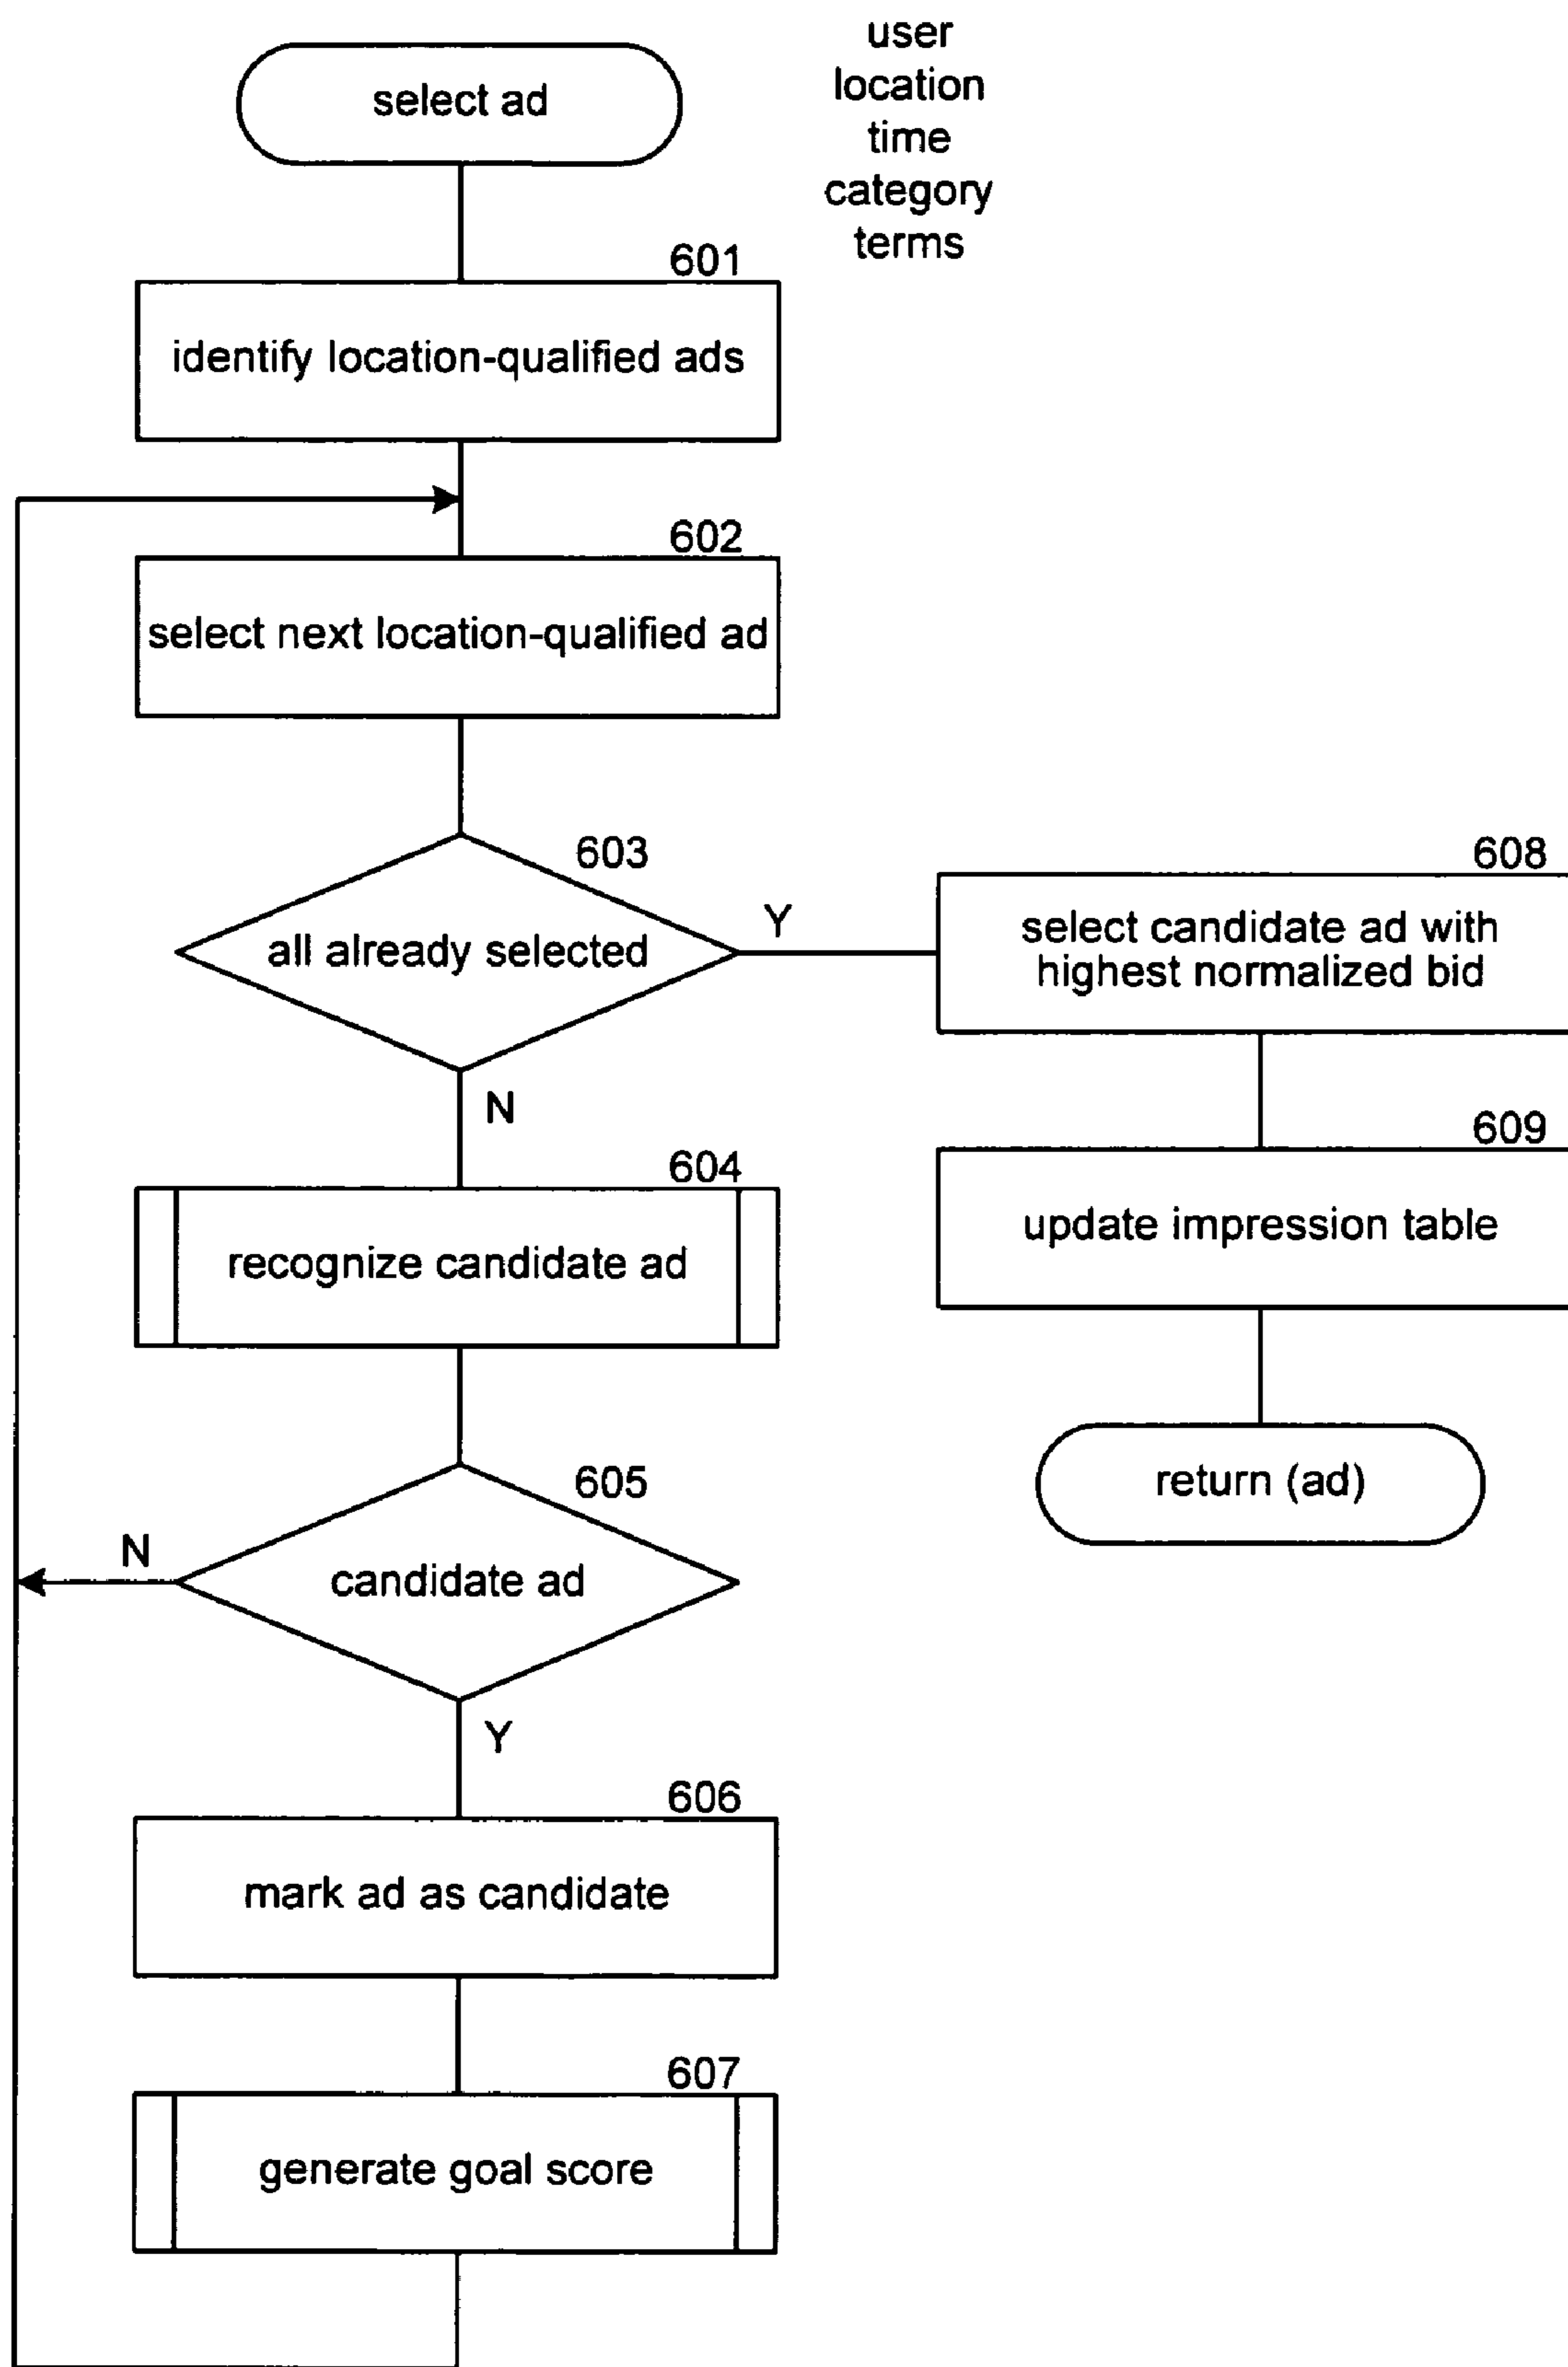 select ad
user
location
time
category
terms
601
identify location-qualified ads
602
select next location-qualified ad
603
all already selected
Y
N
608
select candidate ad with
highest normalized bid
609
update impression table
return (ad)
604
recognize candidate ad
605
candidate ad
N
Y
606
mark ad as candidate
607
generate goal score